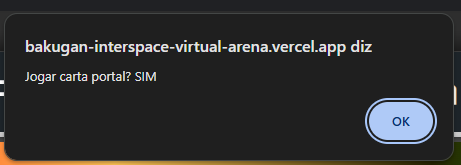 bakugan-interspace-virtual-arena.vercel.app diz
Jogar carta portal? SIM
OK